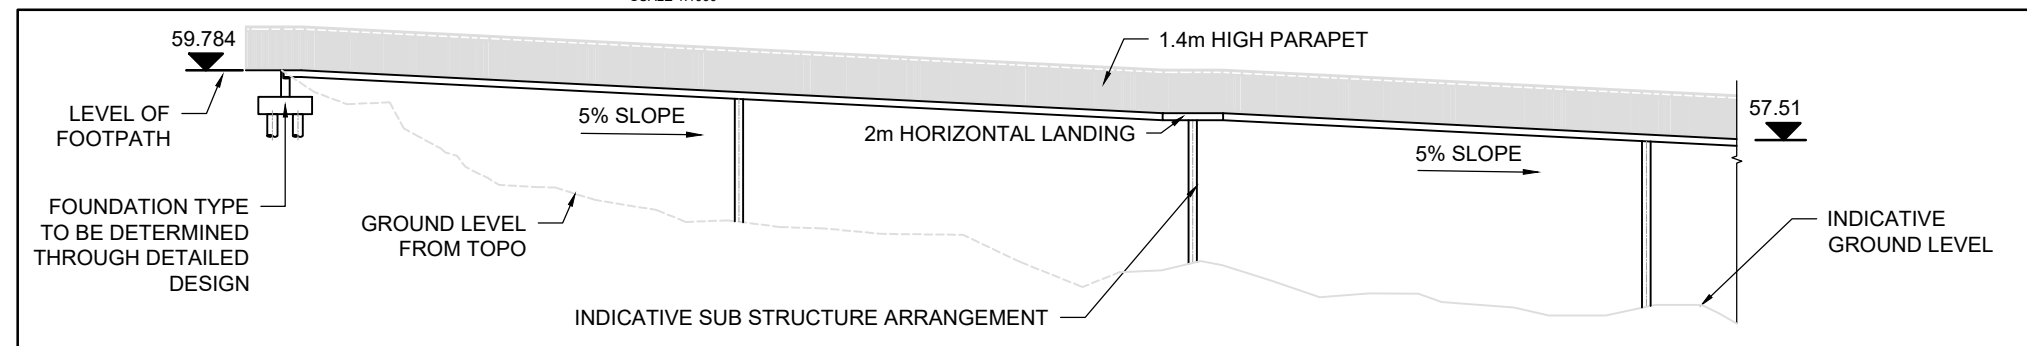 59.784
LEVEL OF
FOOTPATH
FOUNDATION TYPE
TO BE DETERMINED
THROUGH DETAILED
DESIGN
5% SLOPE
GROUND LEVEL
FROM TOPO
1.4m HIGH PARAPET
2m HORIZONTAL LANDING
INDICATIVE SUB STRUCTURE ARRANGEMENT
5% SLOPE
57.51
INDICATIVE
GROUND LEVEL